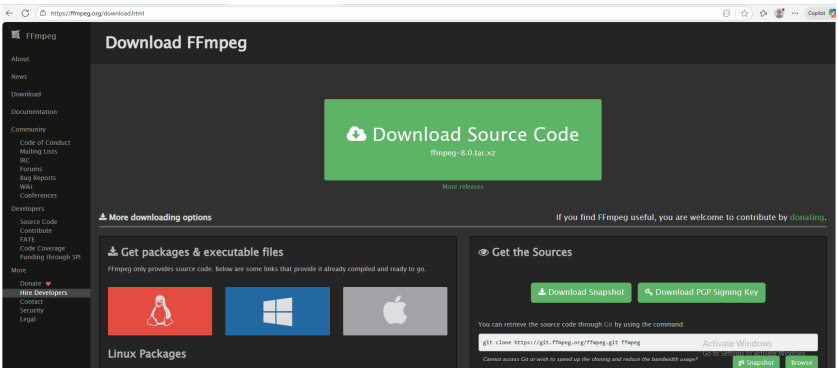 https://ffmpeg.org/download.html
Copilot
FFmpeg
About
News
Download
Documentation
Community
Code of Conduct
Mailing Lists
IRC
Forums
Bug Reports
Wiki
Conferences
Developers
Source Code
Contribute
FATE
Code Coverage
Funding through SPI
More
Donate
Hire Developers
Contact
Security
Legal
Download FFmpeg
Download Source Code
ffmpeg-8.0.tar.xz
More releases
More downloading options
If you find FFmpeg useful, you are welcome to contribute by donating.
Get packages & executable files
FFmpeg only provides source code. Below are some links that provide it already compiled and ready to go.
Linux Packages
Get the Sources
Download Snapshot
Download PGP Signing Key
You can retrieve the source code through Git by using the command:
git clone https://git.ffmpeg.org/ffmpeg.git ffmpeg
Activate Windows
Go to Settings to activate Windows.
Cannot access Git or wish to speed up the cloning and reduce the bandwidth usage?
Snapshot
Browse